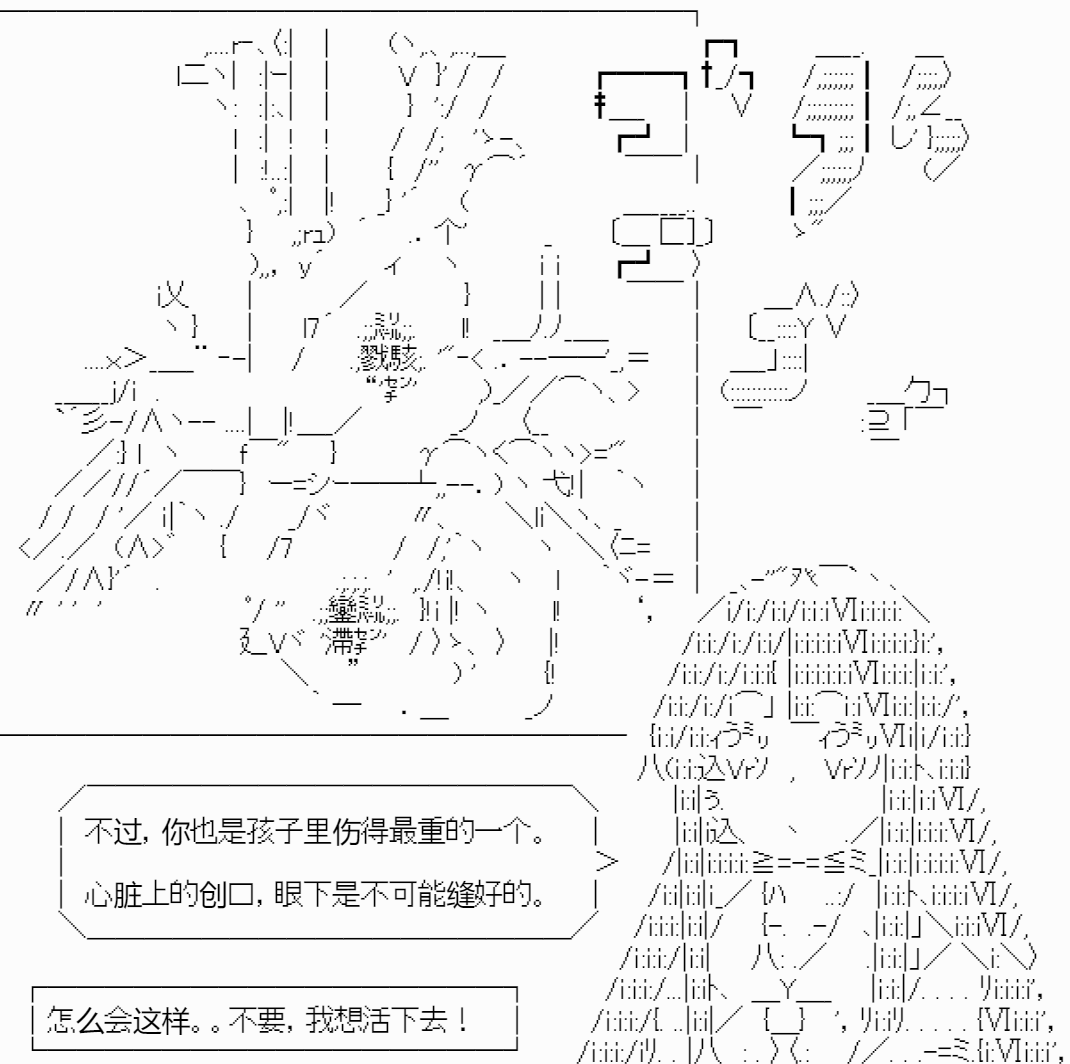 不过，你也是孩子里伤得最重的一个。
心脏上的创口，眼下是不可能缝好的。
怎么会这样。。不要，我想活下去！